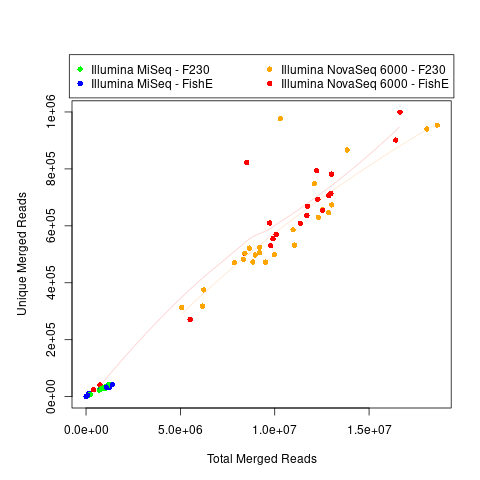 Illumina MiSeq - F230 Illumina NovaSeq 6000 - F230
Illumina MiSeq - FishE Illumina NovaSeq 6000 - FishE
1e+06
8e+05
6e+05
4e+05
2e+05
0e+00
Unique Merged Reads
0.0e+00 5.0e+06 1.0e+07 1.5e+07
Total Merged Reads